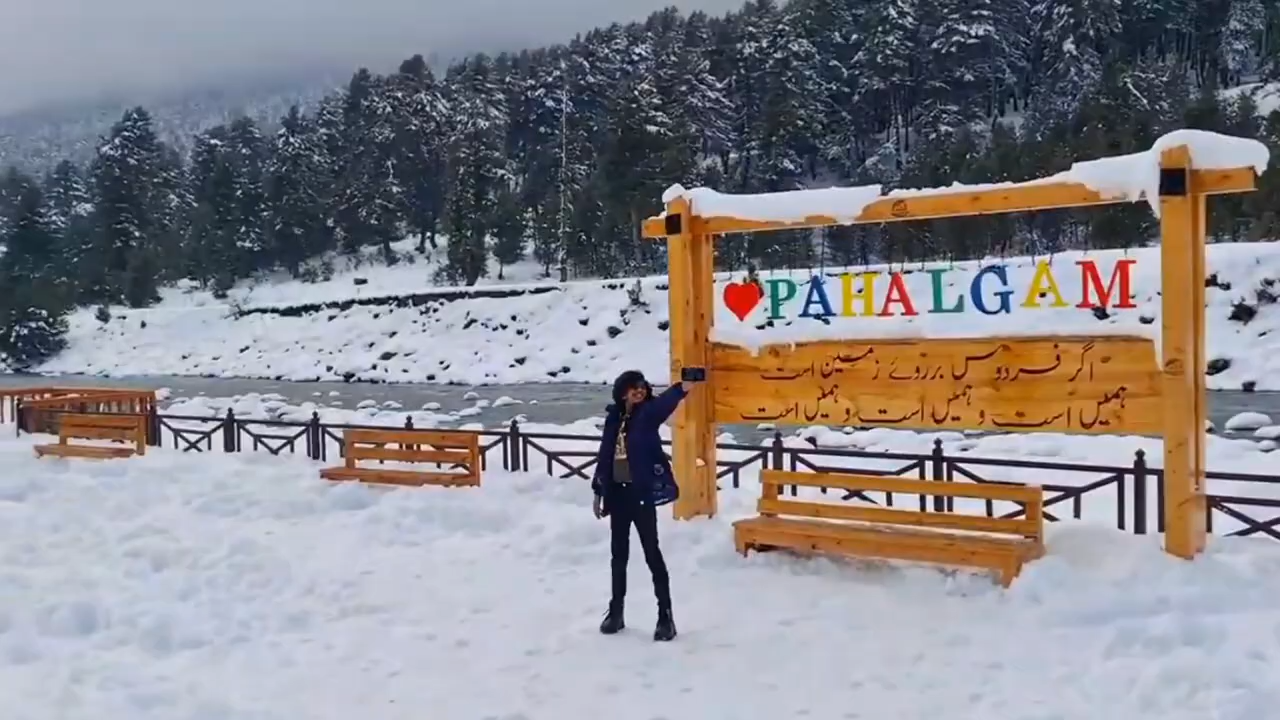 PAHALGAM
اگر فردوس بر روئے زمین است
ہمیں است و ہمیں است و ہمیں است